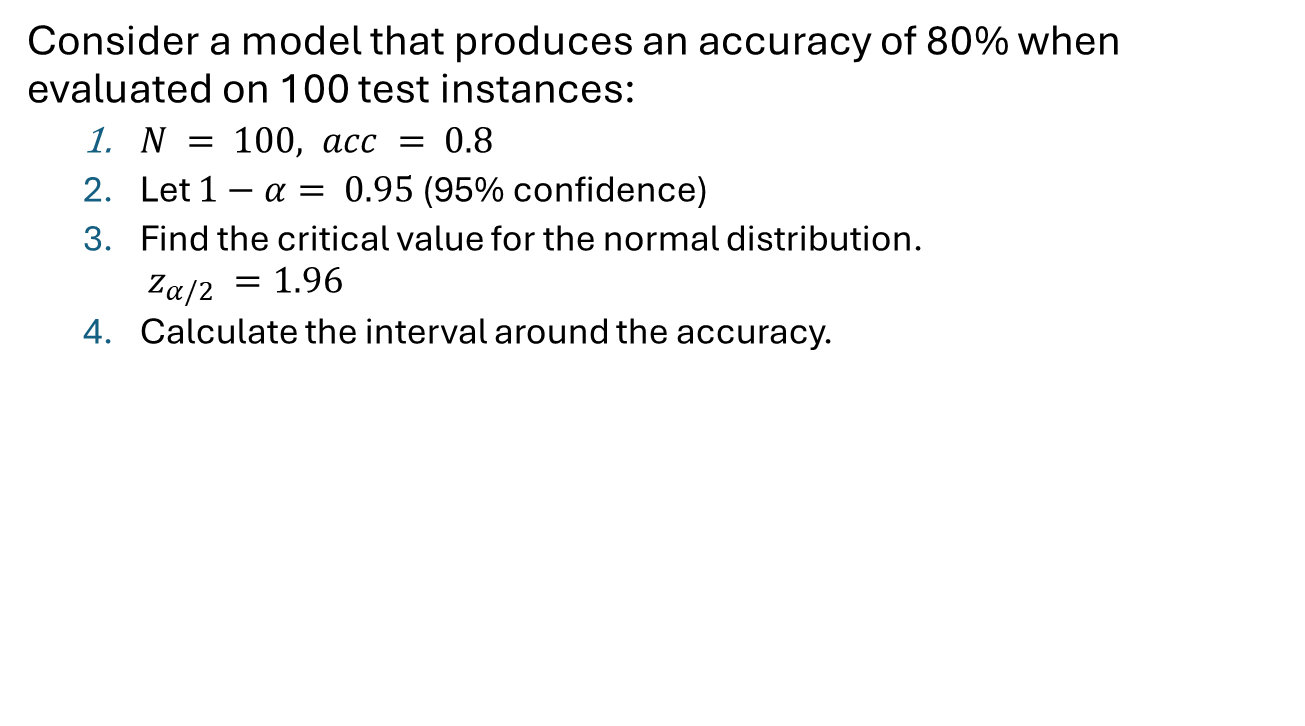 Consider a model that produces an accuracy of 80% when
evaluated on 100 test instances:
1. N = 100, acc = 0.8
2. Let 1 − α = 0.95 (95% confidence)
3. Find the critical value for the normal distribution.
z_{α/2} = 1.96
4. Calculate the interval around the accuracy.